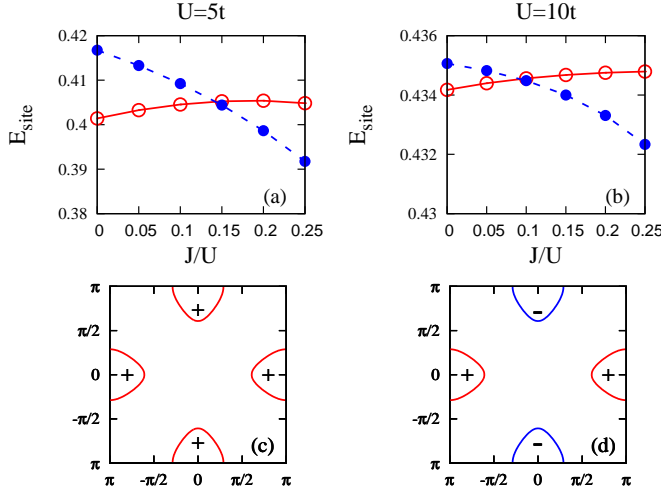 U=5t
U=10t
0.42
0.41
0.4
0.39
0.38
E_site
0 0.05 0.1 0.15 0.2 0.25
J/U
(a)
0.436
0.434
0.432
0.43
E_site
0 0.05 0.1 0.15 0.2 0.25
J/U
(b)
π
π/2
0
-π/2
π
π -π/2 0 π/2 π
+
+ +
+
(c)
π
π/2
0
-π/2
π
π -π/2 0 π/2 π
-
+ +
-
(d)